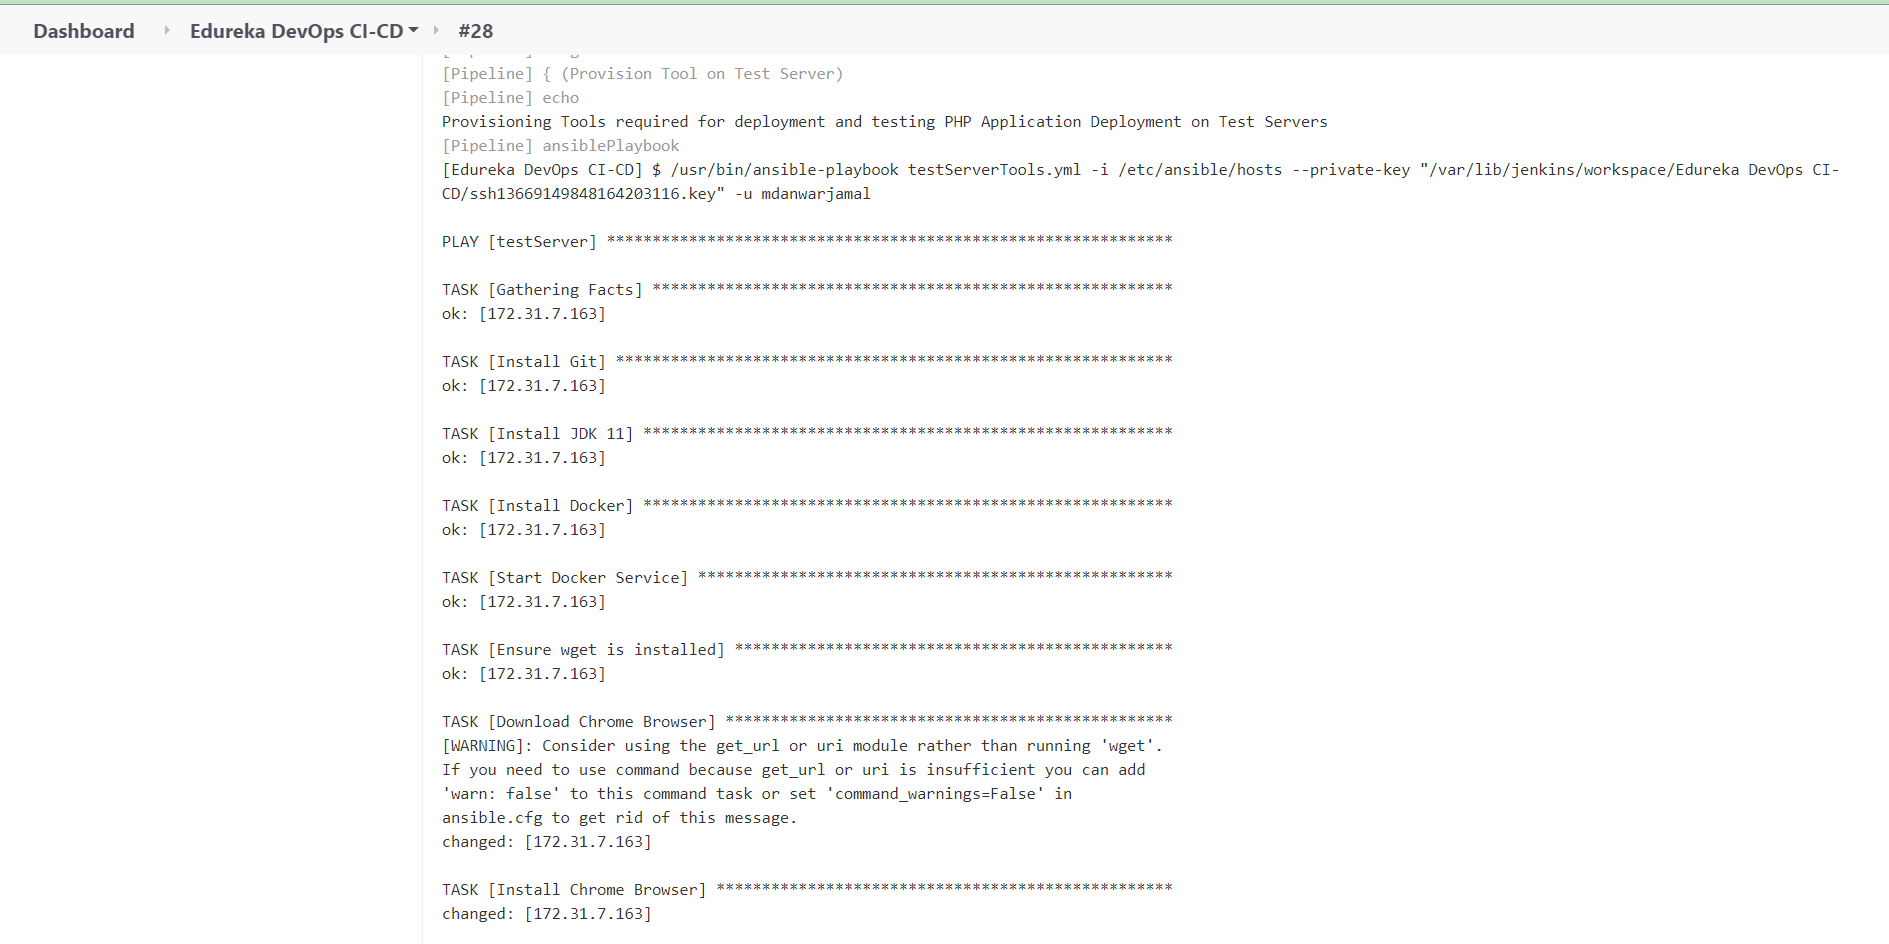 Dashboard Edureka DevOps CI-CD #28
[Pipeline] { (Provision Tool on Test Server)
[Pipeline] echo
Provisioning Tools required for deployment and testing PHP Application Deployment on Test Servers
[Pipeline] ansiblePlaybook
[Edureka DevOps CI-CD] $ /usr/bin/ansible-playbook testServerTools.yml -i /etc/ansible/hosts --private-key "/var/lib/jenkins/workspace/Edureka DevOps CI-
CD/ssh13669149848164203116.key" -u mdanwarjamal
PLAY [testServer] **************************************************************
TASK [Gathering Facts] *********************************************************
ok: [172.31.7.163]
TASK [Install Git] *************************************************************
ok: [172.31.7.163]
TASK [Install JDK 11] **********************************************************
ok: [172.31.7.163]
TASK [Install Docker] **********************************************************
ok: [172.31.7.163]
TASK [Start Docker Service] ****************************************************
ok: [172.31.7.163]
TASK [Ensure wget is installed] ************************************************
ok: [172.31.7.163]
TASK [Download Chrome Browser] *************************************************
[WARNING]: Consider using the get_url or uri module rather than running 'wget'.
If you need to use command because get_url or uri is insufficient you can add
'warn: false' to this command task or set 'command_warnings=False' in
ansible.cfg to get rid of this message.
changed: [172.31.7.163]
TASK [Install Chrome Browser] **************************************************
changed: [172.31.7.163]